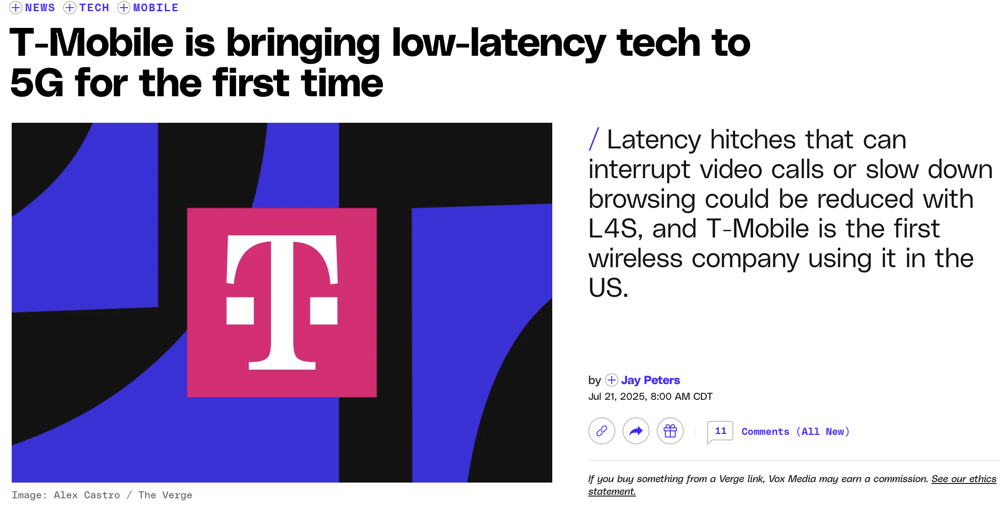 NEWS TECH MOBILE
T-Mobile is bringing low-latency tech to
5G for the first time
T
/ Latency hitches that can
interrupt video calls or slow down
browsing could be reduced with
L4S, and T-Mobile is the first
wireless company using it in the
US.
by Jay Peters
Jul 21, 2025, 8:00 AM CDT
11 Comments (All New)
If you buy something from a Verge link, Vox Media may earn a commission. See our ethics
statement.
Image: Alex Castro / The Verge